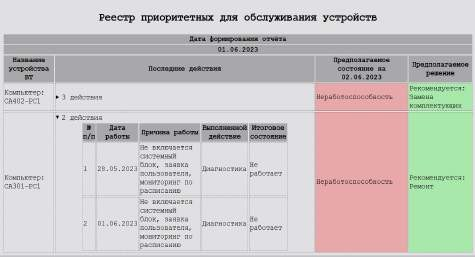 Реестр приоритетных для обслуживания устройств
Дата формирования отчёта
01.06.2023
Название устройства ВТ
Последние действия
Предполагаемое состояние на 02.06.2023
Предполагаемое решение
Компьютер: CA402-PC1
▸ 3 действия
Неработоспособность
Рекомендуется: Замена комплектующих
Компьютер: CA301-PC1
▾ 2 действия
№ п/п
Дата работы
Причина работы
Выполненной действие
Итоговое состояние
1
28.05.2023
Не включается системный блок, заявка пользователя, мониторинг по расписанию
Диагностика
Не работает
2
01.06.2023
Не включается системный блок, заявка пользователя, мониторинг по расписанию
Диагностика
Не работает
Неработоспособность
Рекомендуется: Ремонт